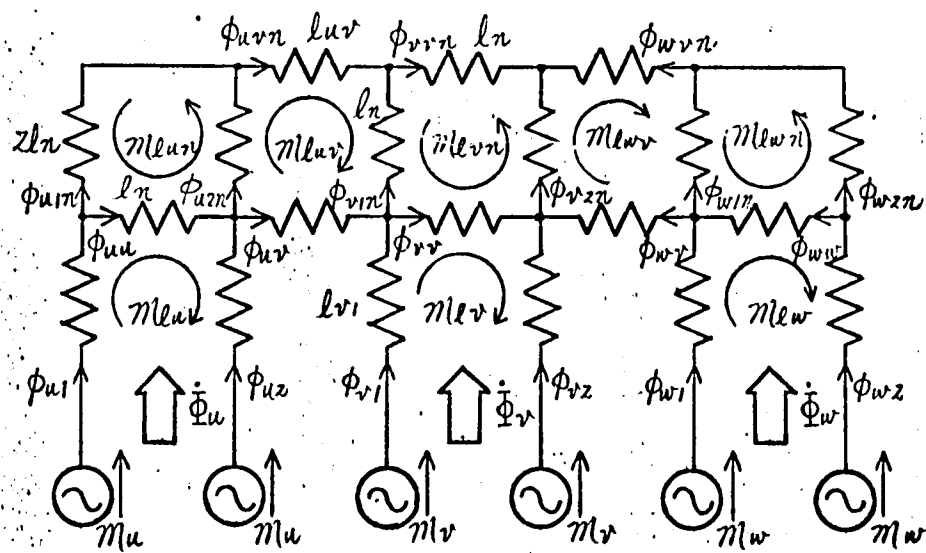 ϕuvn luv ϕvvn ln ϕwvn
2ln Mlun Mluv ln Mlvn Mlwv Mlwn
ϕu1n ln ϕu2n ϕv1n ϕv2n ϕw1n ϕw2n
ϕuu ϕuv ϕvv ϕwv ϕww
Mlu lv1 Mlv Mlw
ϕu1 Φ̇u ϕu2 ϕv1 Φ̇v ϕv2 ϕw1 Φ̇w ϕw2
Mu Mu Mv Mv Mw Mw